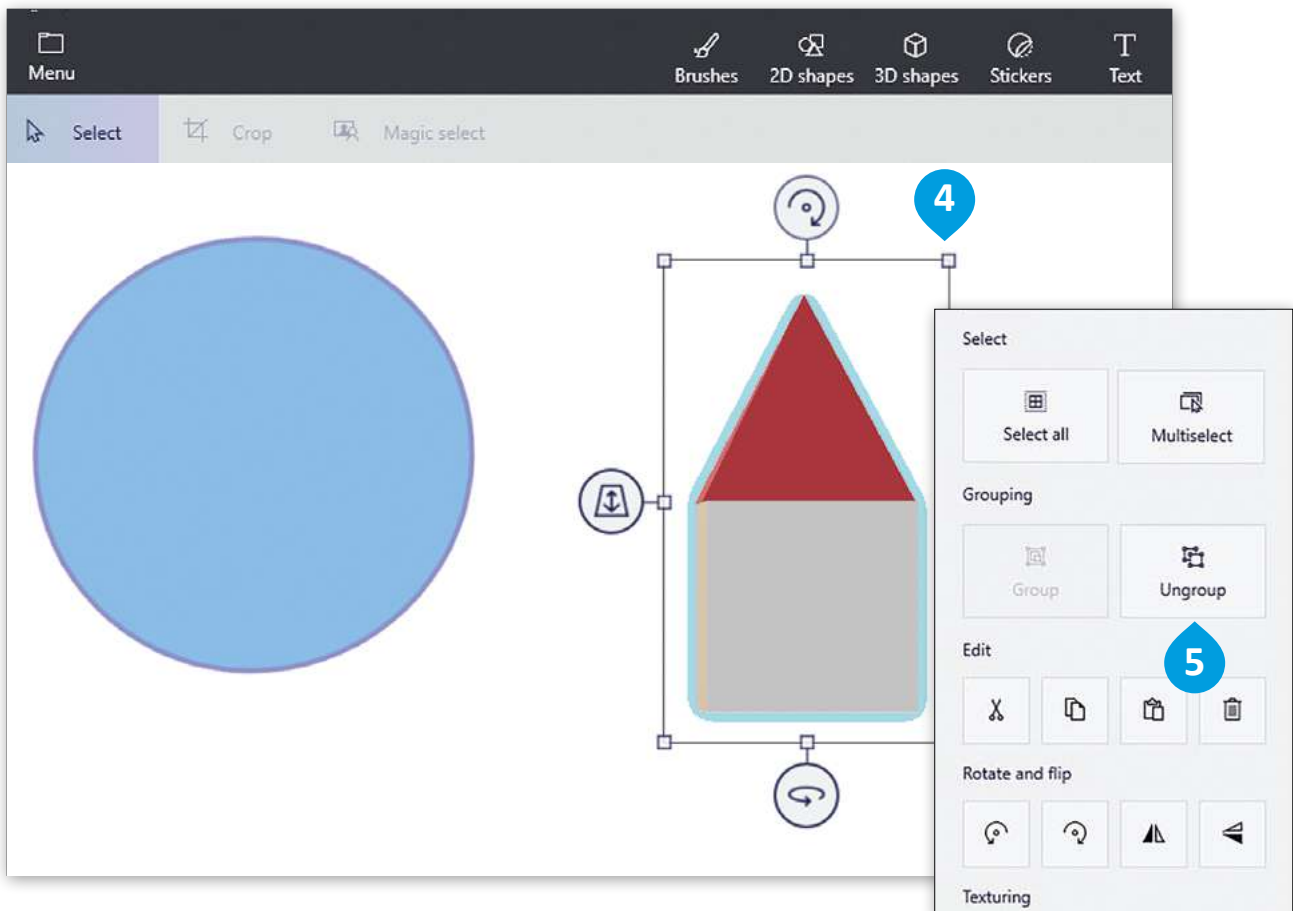 Menu
Brushes 2D shapes 3D shapes Stickers Text
Select Crop Magic select
4
Select
Select all Multiselect
Grouping
Group Ungroup
Edit
5
Rotate and flip
Texturing